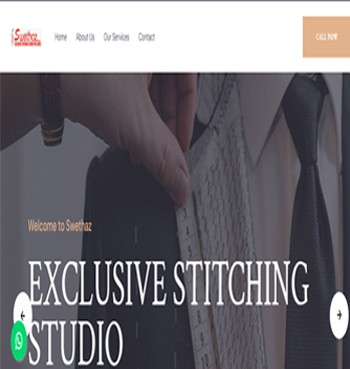 Swethaz
Home About Us Our Services Contact
CALL NOW
Welcome to Swethaz
EXCLUSIVE STITCHING
STUDIO